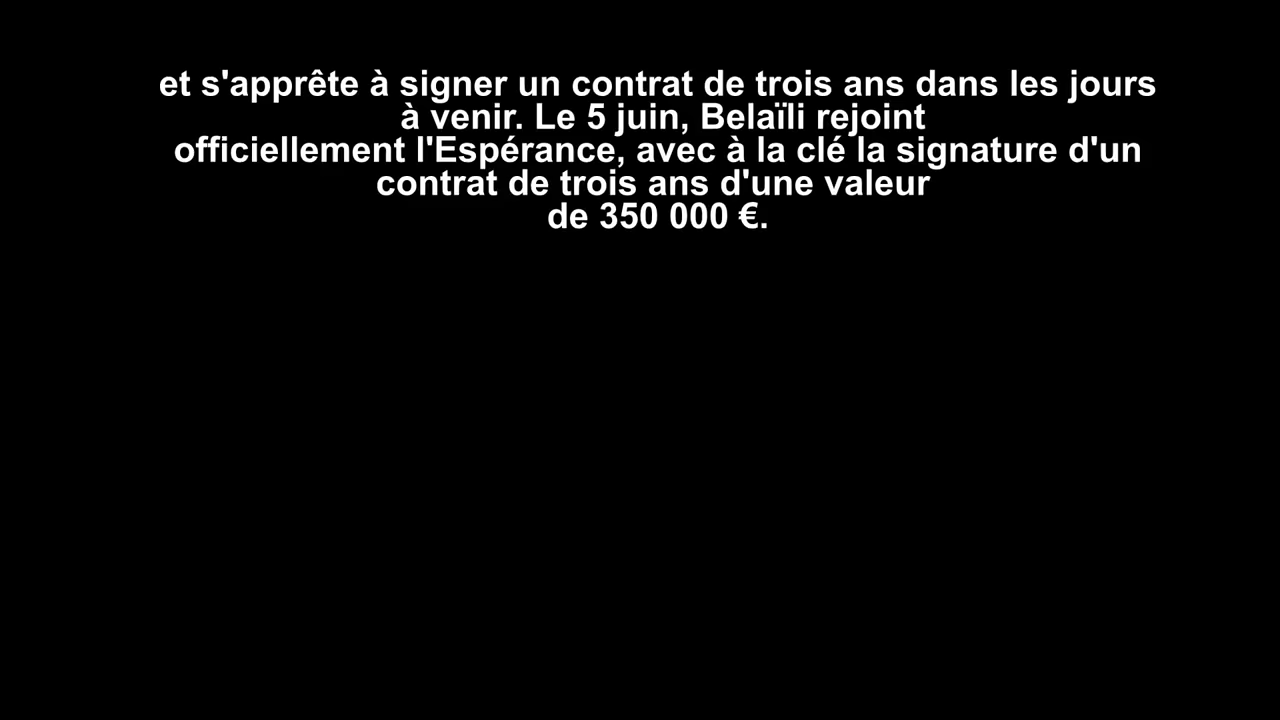 et s'apprête à signer un contrat de trois ans dans les jours
à venir. Le 5 juin, Belaïli rejoint
officiellement l'Espérance, avec à la clé la signature d'un
contrat de trois ans d'une valeur
de 350 000 €.